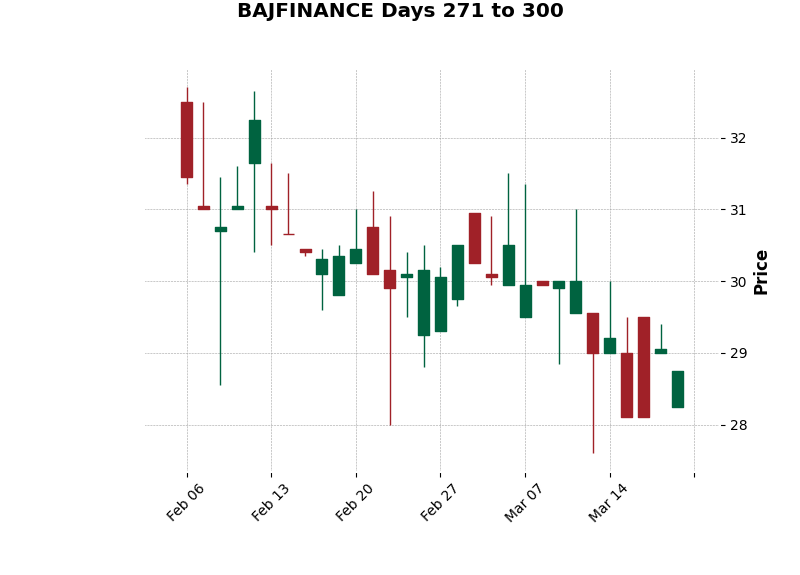 BAJFINANCE Days 271 to 300
32
31
30
29
28
Price
Feb 06
Feb 13
Feb 20
Feb 27
Mar 07
Mar 14